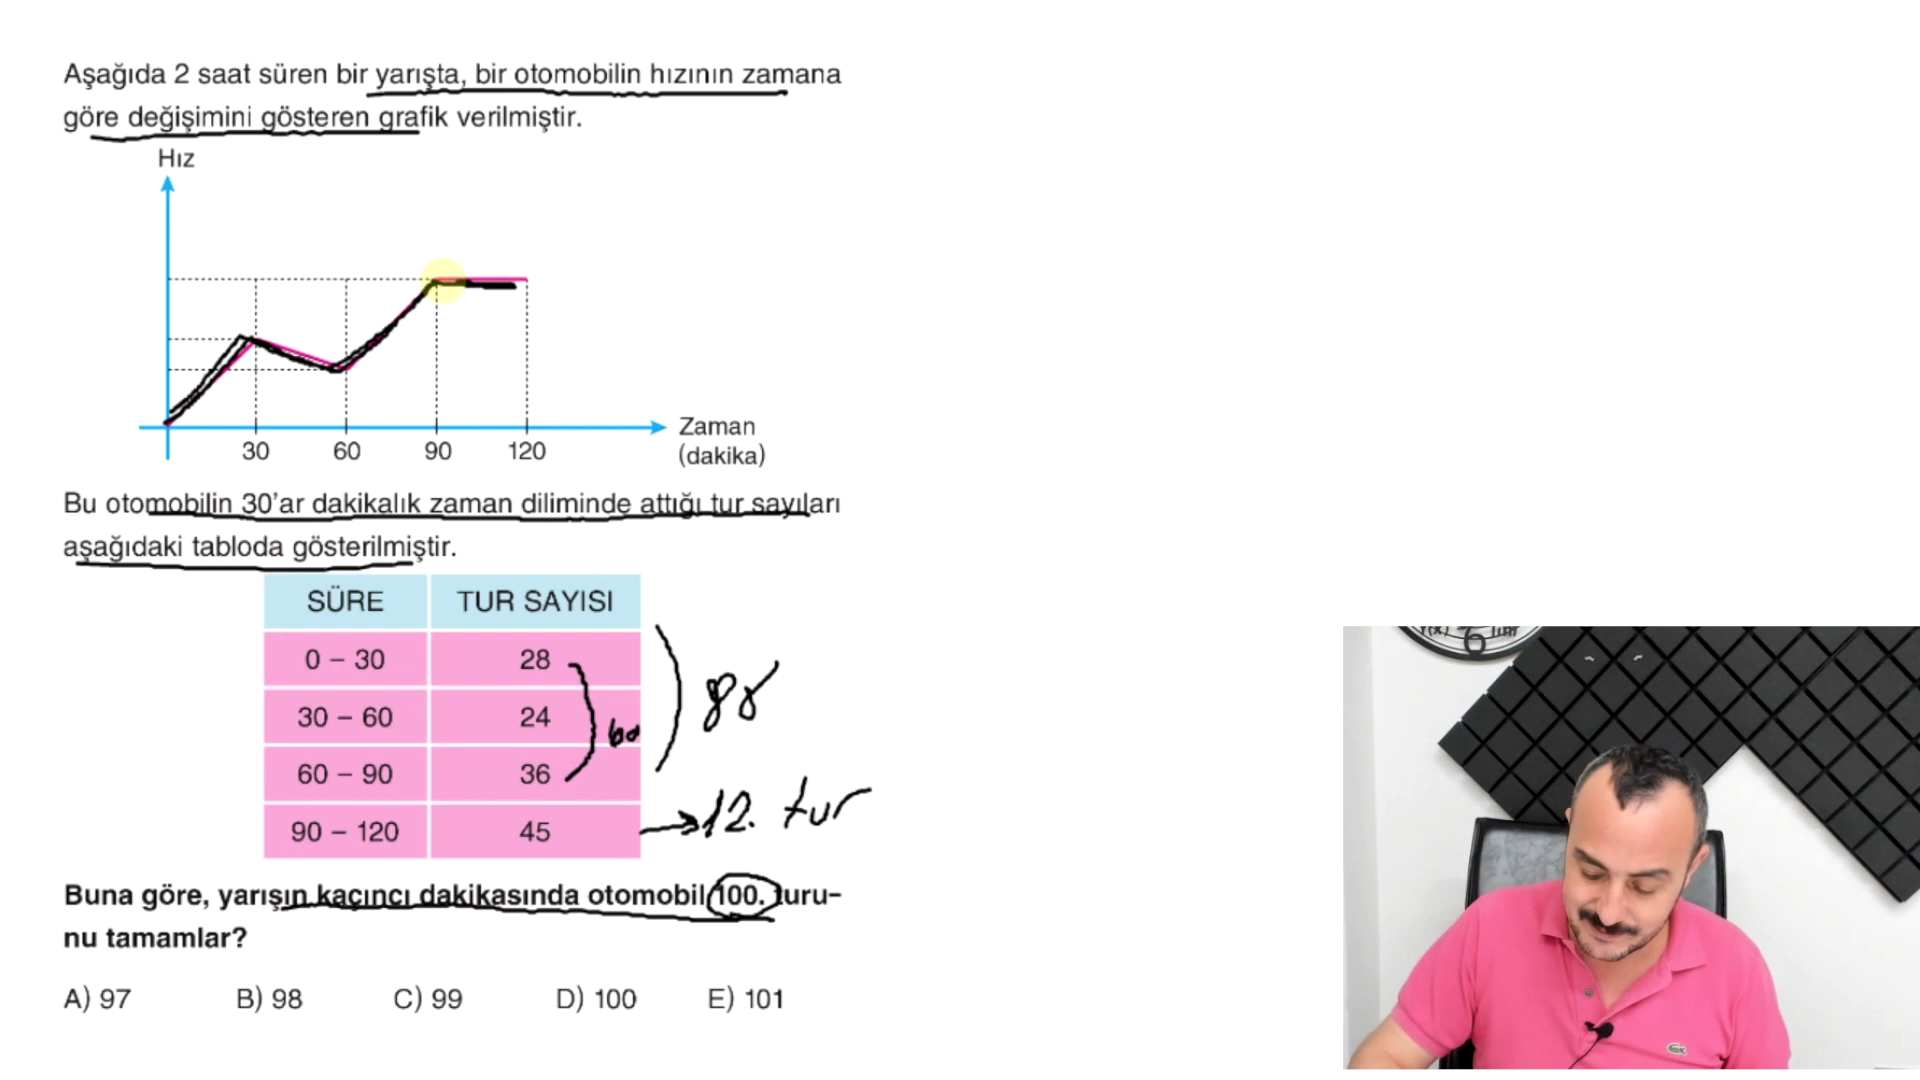 Aşağıda 2 saat süren bir yarışta, bir otomobilin hızının zamana
göre değişimini gösteren grafik verilmiştir.
Hız
Zaman
(dakika)
30 60 90 120
Bu otomobilin 30'ar dakikalık zaman diliminde attığı tur sayıları
aşağıdaki tabloda gösterilmiştir.
SÜRE TUR SAYISI
0 – 30 28
30 – 60 24
60 – 90 36
90 – 120 45
60
88
12. tur
Buna göre, yarışın kaçıncı dakikasında otomobil 100. turu-
nu tamamlar?
A) 97 B) 98 C) 99 D) 100 E) 101